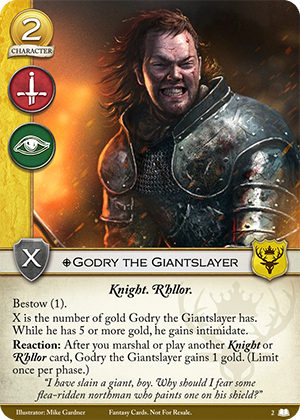 2
CHARACTER
X
GODRY THE GIANTSLAYER
Knight. R'hllor.
Bestow (1).
X is the number of gold Godry the Giantslayer has.
While he has 5 or more gold, he gains intimidate.
Reaction: After you marshal or play another Knight or
R'hllor card, Godry the Giantslayer gains 1 gold. (Limit
once per phase.)
"I have slain a giant, boy. Why should I fear some
flea-ridden northman who paints one on his shield?"
Illustrator: Mike Gardner Fantasy Cards. Not For Resale. 2